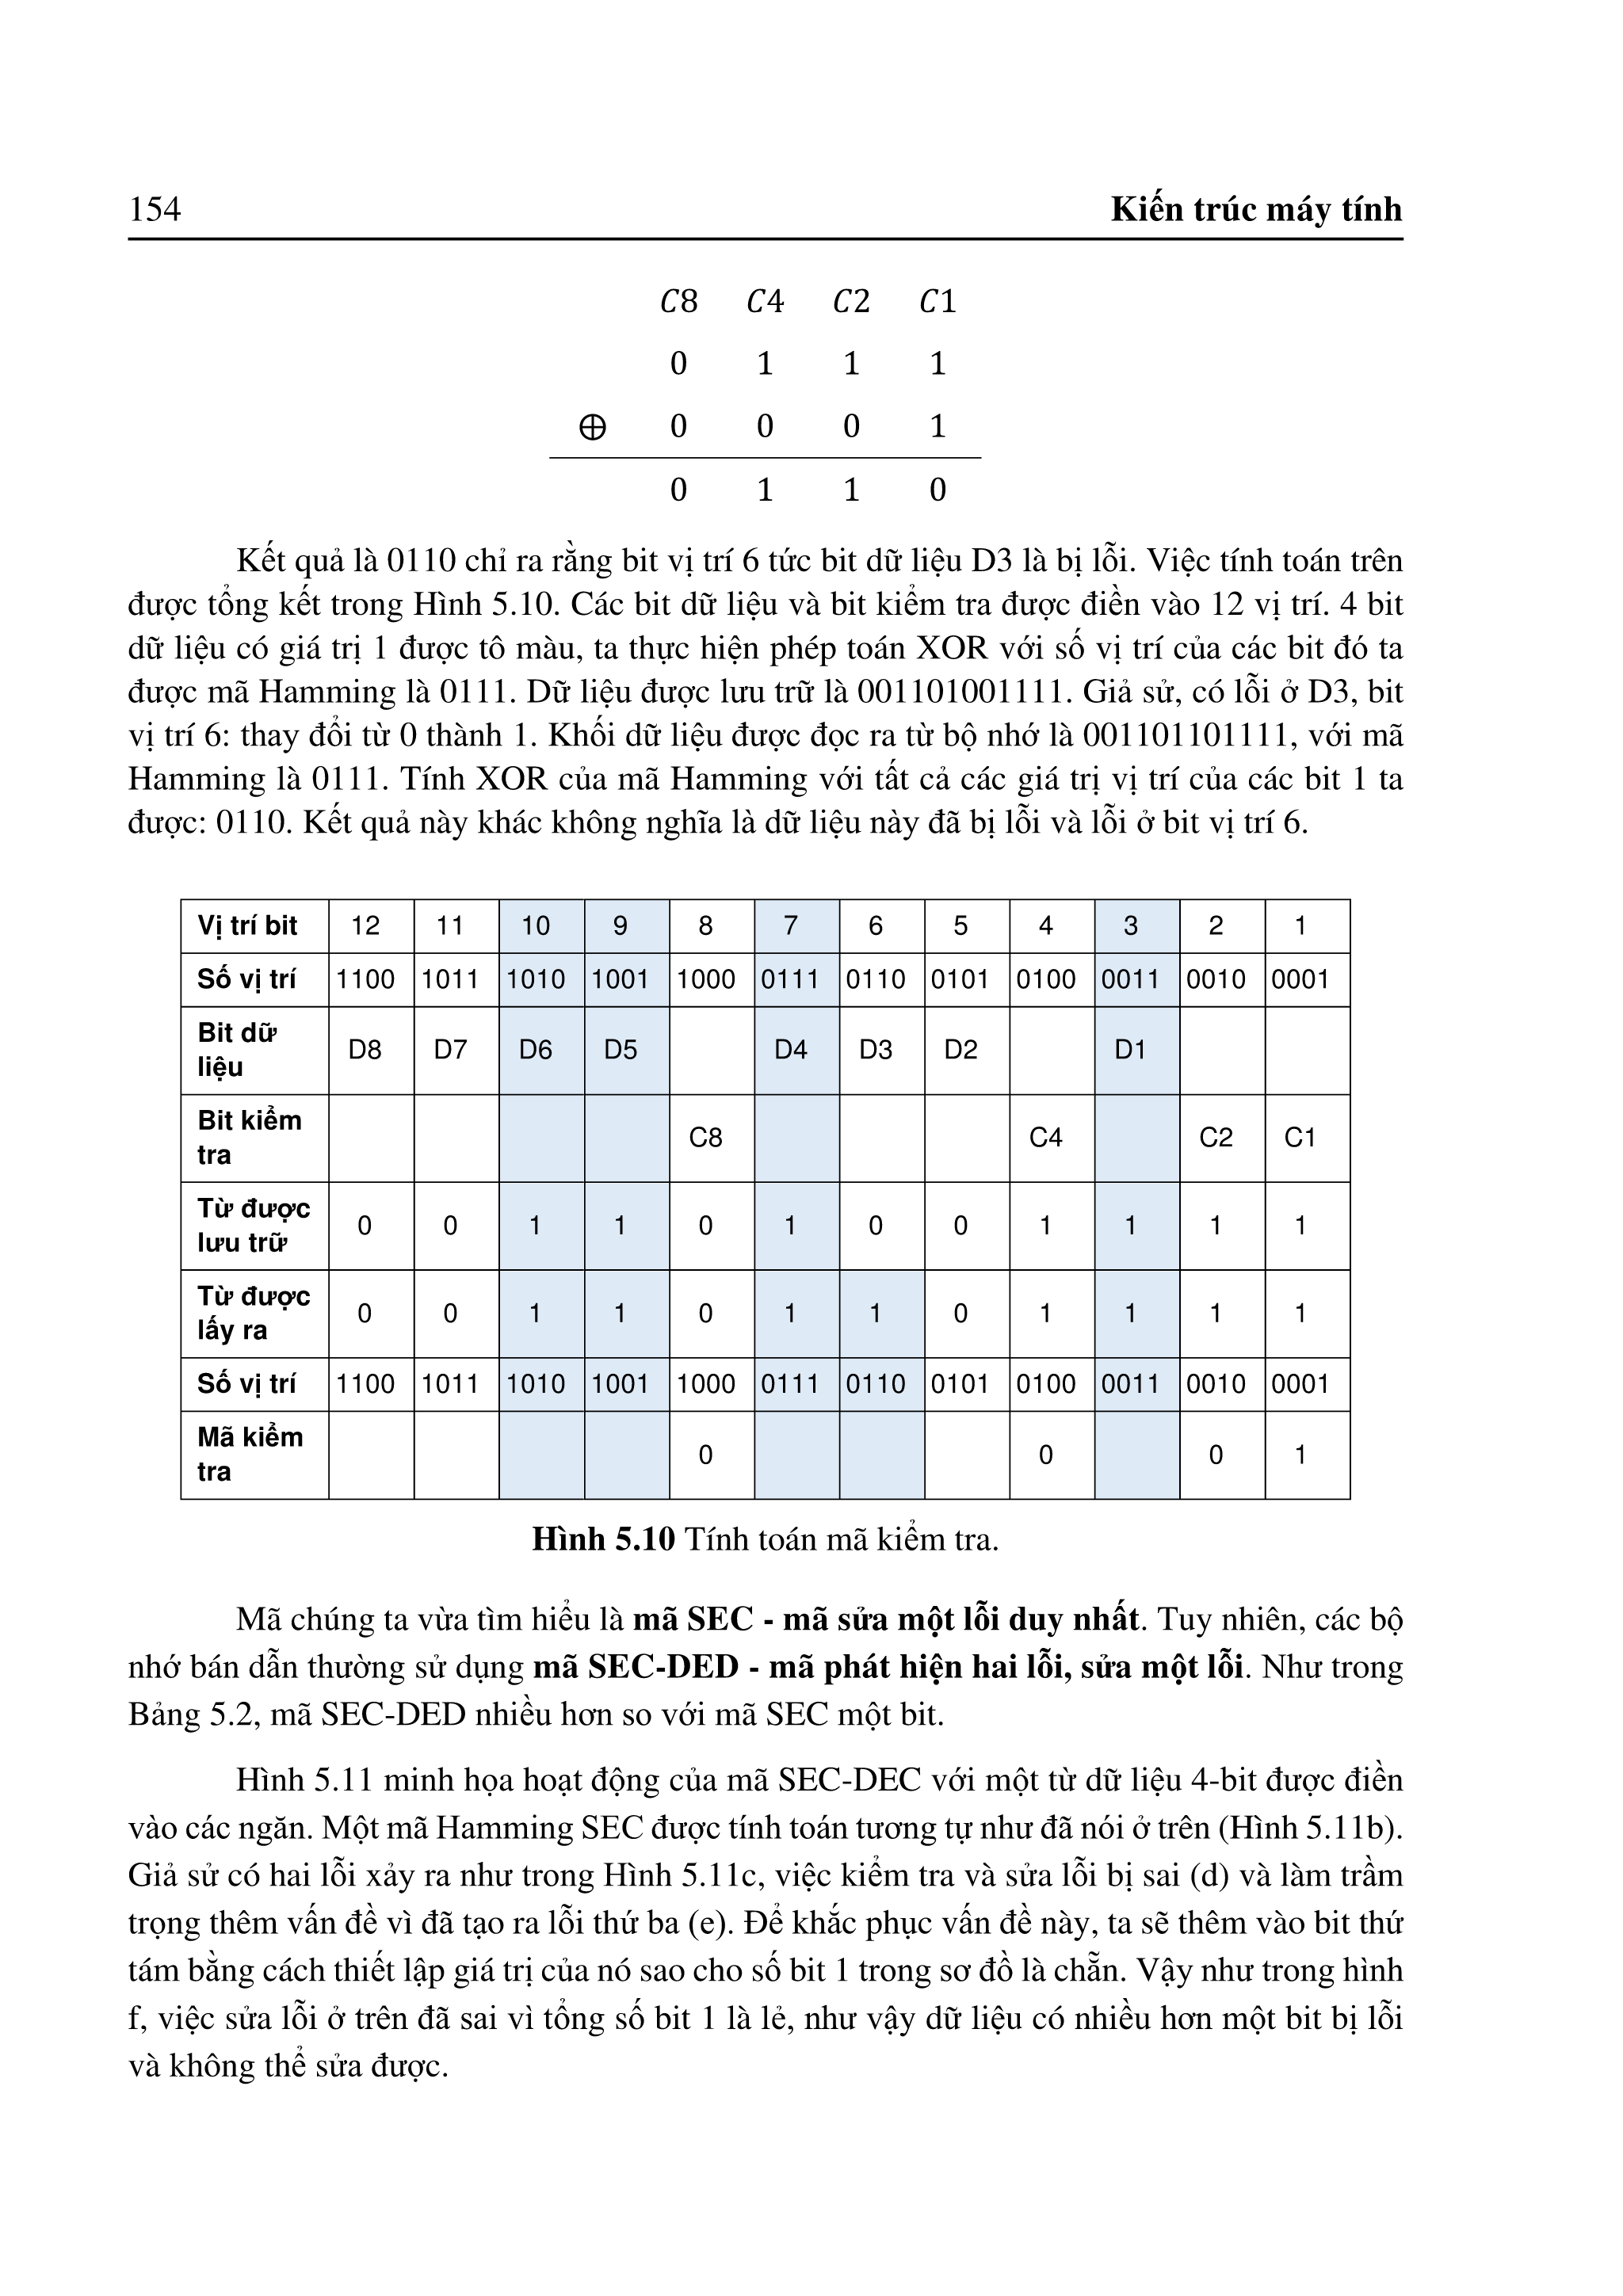 154 Kiến trúc máy tính
C8 C4 C2 C1
0 1 1 1
⊕ 0 0 0 1
0 1 1 0
Kết quả là 0110 chỉ ra rằng bit vị trí 6 tức bit dữ liệu D3 là bị lỗi. Việc tính toán trên
được tổng kết trong Hình 5.10. Các bit dữ liệu và bit kiểm tra được điền vào 12 vị trí. 4 bit
dữ liệu có giá trị 1 được tô màu, ta thực hiện phép toán XOR với số vị trí của các bit đó ta
được mã Hamming là 0111. Dữ liệu được lưu trữ là 001101001111. Giả sử, có lỗi ở D3, bit
vị trí 6: thay đổi từ 0 thành 1. Khối dữ liệu được đọc ra từ bộ nhớ là 001101101111, với mã
Hamming là 0111. Tính XOR của mã Hamming với tất cả các giá trị vị trí của các bit 1 ta
được: 0110. Kết quả này khác không nghĩa là dữ liệu này đã bị lỗi và lỗi ở bit vị trí 6.
Vị trí bit 12 11 10 9 8 7 6 5 4 3 2 1
Số vị trí 1100 1011 1010 1001 1000 0111 0110 0101 0100 0011 0010 0001
Bit dữ
liệu D8 D7 D6 D5 D4 D3 D2 D1
Bit kiểm
tra C8 C4 C2 C1
Từ được
lưu trữ 0 0 1 1 0 1 0 0 1 1 1 1
Từ được
lấy ra 0 0 1 1 0 1 1 0 1 1 1 1
Số vị trí 1100 1011 1010 1001 1000 0111 0110 0101 0100 0011 0010 0001
Mã kiểm
tra 0 0 0 1
Hình 5.10 Tính toán mã kiểm tra.
Mã chúng ta vừa tìm hiểu là mã SEC - mã sửa một lỗi duy nhất. Tuy nhiên, các bộ
nhớ bán dẫn thường sử dụng mã SEC-DED - mã phát hiện hai lỗi, sửa một lỗi. Như trong
Bảng 5.2, mã SEC-DED nhiều hơn so với mã SEC một bit.
Hình 5.11 minh họa hoạt động của mã SEC-DEC với một từ dữ liệu 4-bit được điền
vào các ngăn. Một mã Hamming SEC được tính toán tương tự như đã nói ở trên (Hình 5.11b).
Giả sử có hai lỗi xảy ra như trong Hình 5.11c, việc kiểm tra và sửa lỗi bị sai (d) và làm trầm
trọng thêm vấn đề vì đã tạo ra lỗi thứ ba (e). Để khắc phục vấn đề này, ta sẽ thêm vào bit thứ
tám bằng cách thiết lập giá trị của nó sao cho số bit 1 trong sơ đồ là chẵn. Vậy như trong hình
f, việc sửa lỗi ở trên đã sai vì tổng số bit 1 là lẻ, như vậy dữ liệu có nhiều hơn một bit bị lỗi
và không thể sửa được.